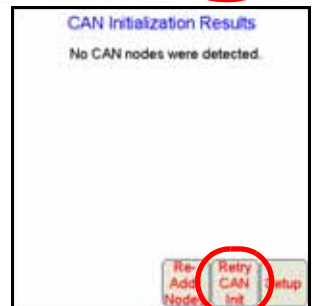 CAN Initialization Results
No CAN nodes were detected.
Re-
Add
Node
Retry
CAN
Init
Setup